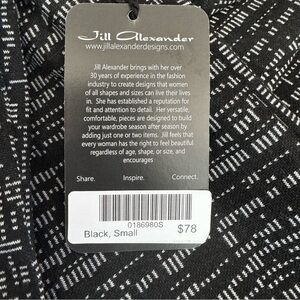 Jill Alexander
www.jillalexanderdesigns.com
Jill Alexander brings with her over
30 years of experience in the fashion
industry to create designs that women
of all shapes and sizes can live their lives
in. She has established a reputation for
fit and attention to detail. Her versatile,
comfortable, pieces are designed to build
your wardrobe season after season by
adding just one or two items. Jill feels that
every woman has the right to feel beautiful
regardless of age, shape, or size, and
encourages
Share. Inspire. Connect.
0186980S
Black, Small $78